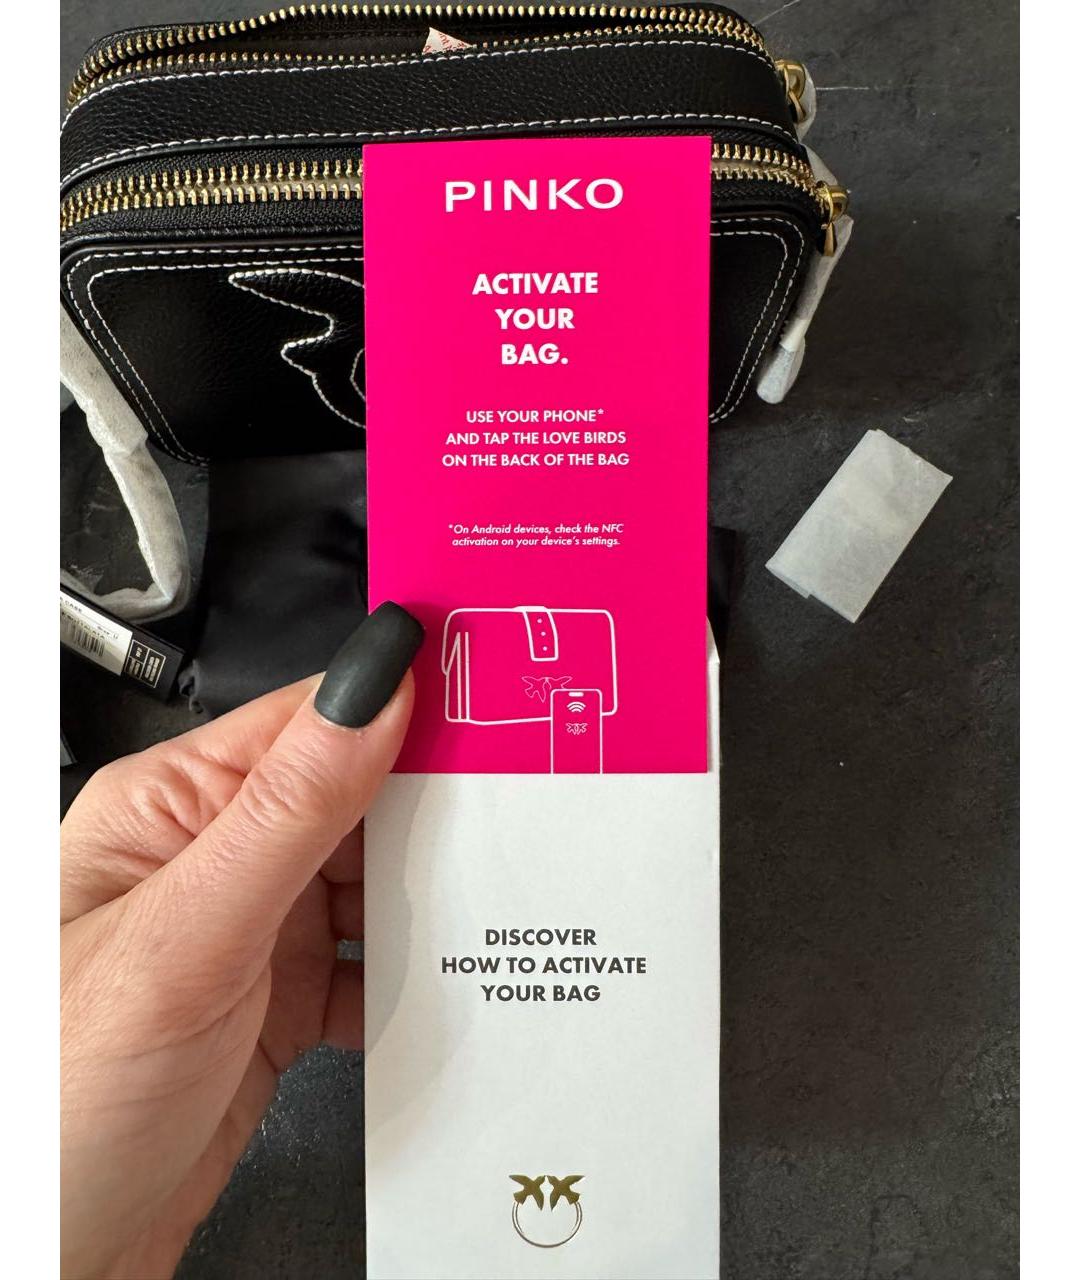 PINKO
ACTIVATE
YOUR
BAG.
USE YOUR PHONE*
AND TAP THE LOVE BIRDS
ON THE BACK OF THE BAG
*On Android devices, check the NFC
activation on your device's settings.
DISCOVER
HOW TO ACTIVATE
YOUR BAG